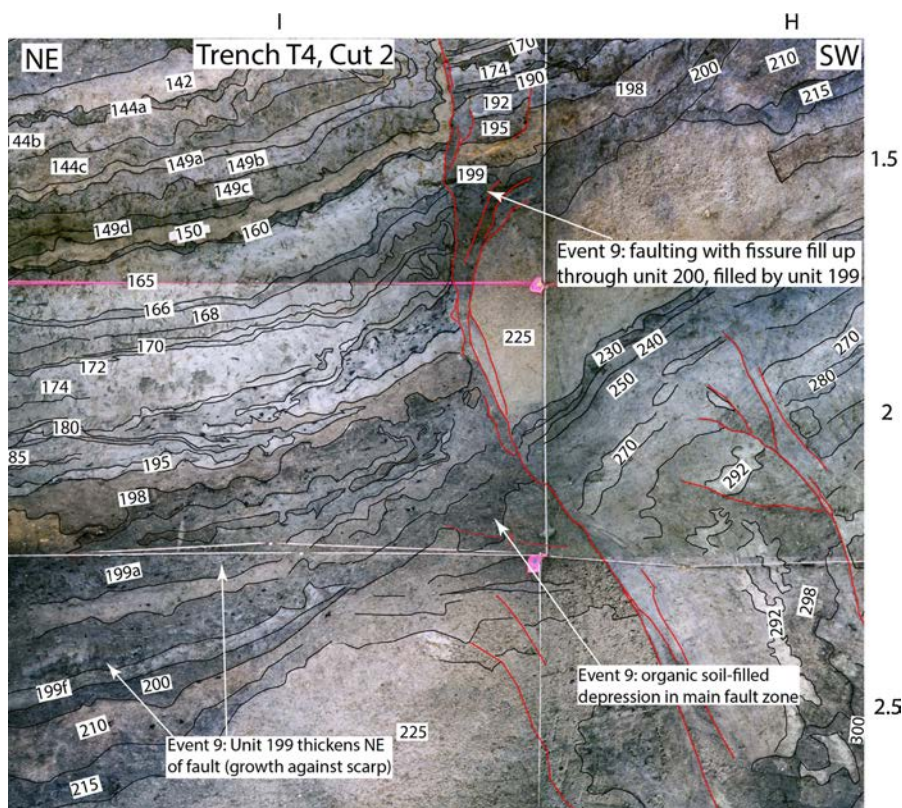 I H
NE Trench T4, Cut 2 SW
170
174
190
192
195
198
200
210
215
142
144a
144b
144c
149a
149b
149c
149d
150
160
199
1.5
Event 9: faulting with fissure fill up
through unit 200, filled by unit 199
165
166
168
170
172
174
180
85
195
198
225
230
240
250
270
270
280
292
2
199a
199f
200
210
215
225
292
298
300
2.5
Event 9: organic soil-filled
depression in main fault zone
Event 9: Unit 199 thickens NE
of fault (growth against scarp)